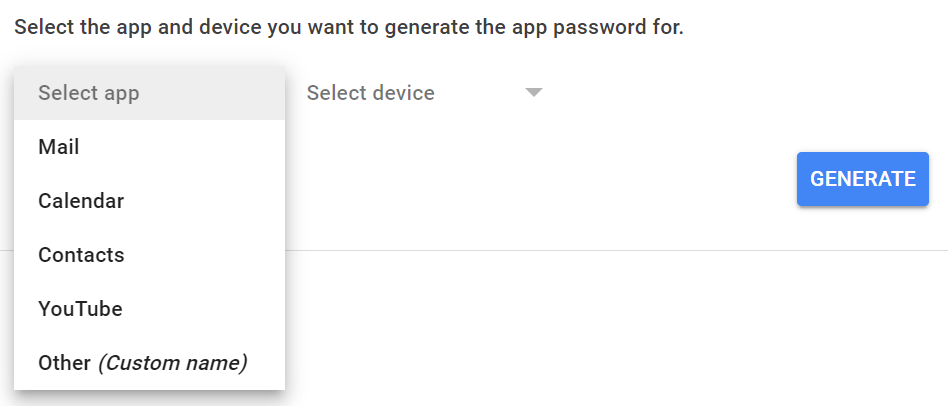 Select the app and device you want to generate the app password for.
Select app
Select device
Mail
Calendar
Contacts
YouTube
Other (Custom name)
GENERATE